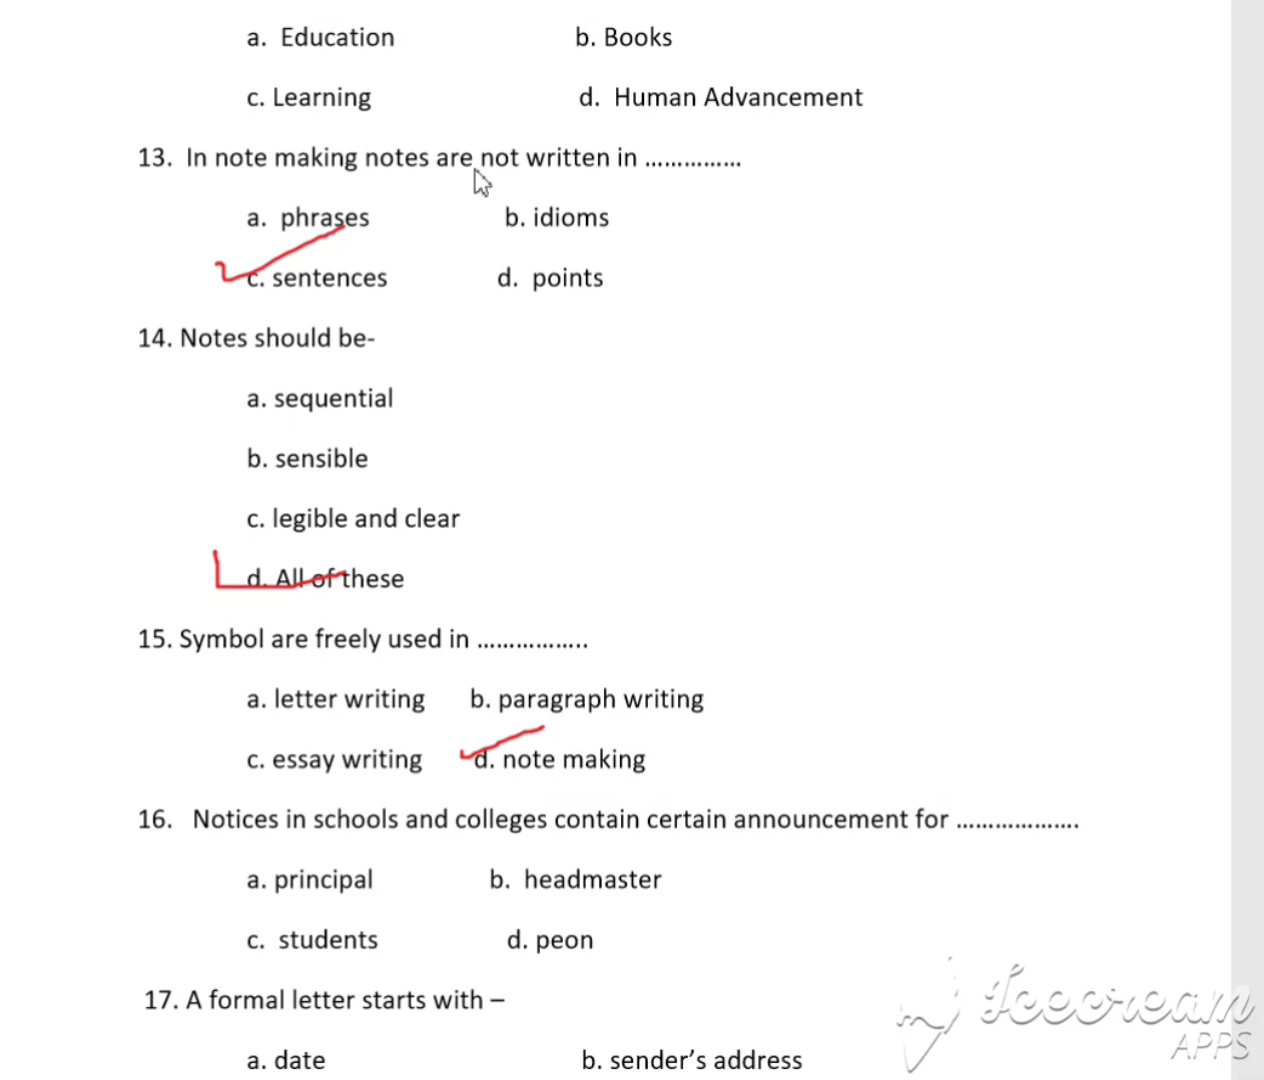 a. Education b. Books
c. Learning d. Human Advancement
13. In note making notes are not written in ...............
a. phrases b. idioms
c. sentences d. points
14. Notes should be-
a. sequential
b. sensible
c. legible and clear
d. All of these
15. Symbol are freely used in .................
a. letter writing b. paragraph writing
c. essay writing d. note making
16. Notices in schools and colleges contain certain announcement for ...................
a. principal b. headmaster
c. students d. peon
17. A formal letter starts with –
Icecream
APPS
a. date b. sender’s address